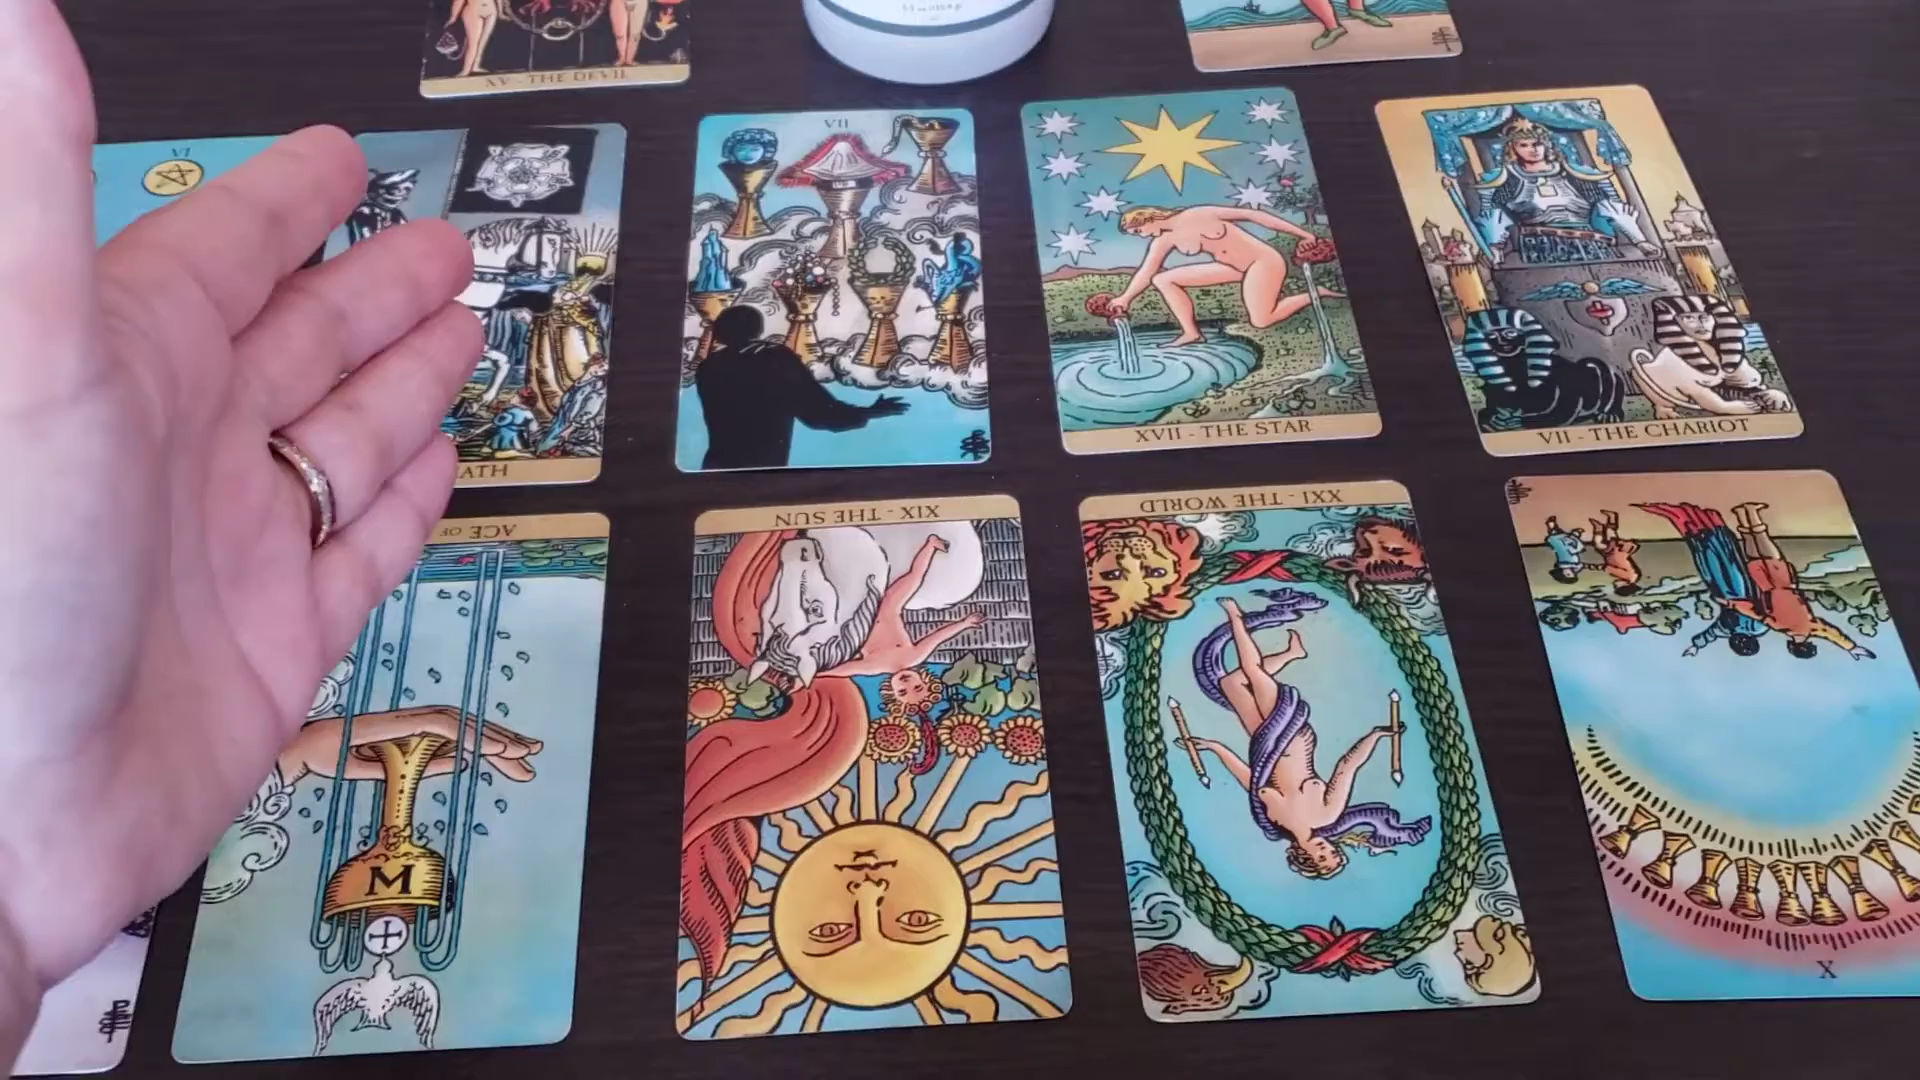 XV - THE DEVIL
VI
VII
XVII - THE STAR
VII - THE CHARIOT
ATH
ACE OF
XIX - THE SUN
XXI - THE WORLD
M
X